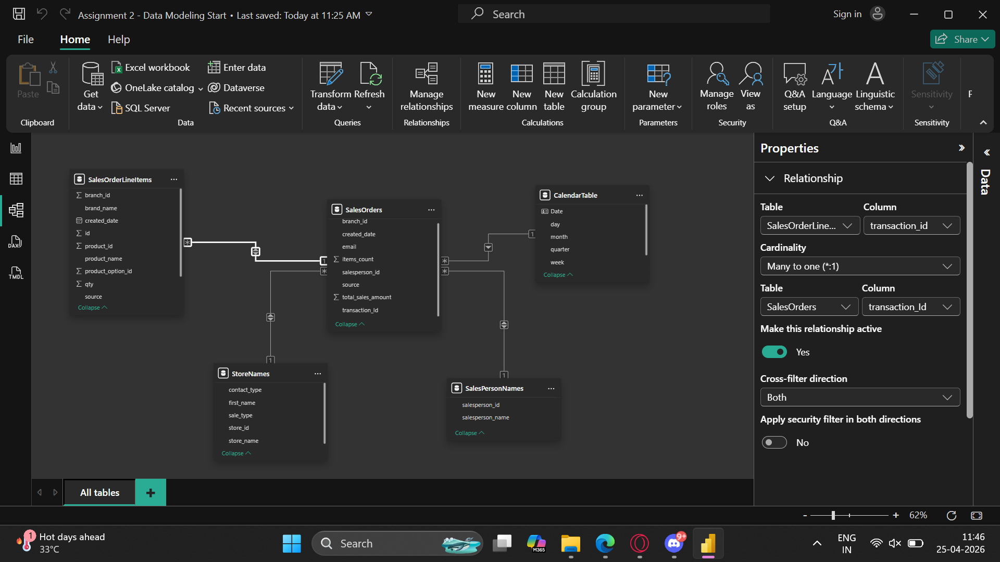 Assignment 2 - Data Modeling Start • Last saved: Today at 11:25 AM
Search
Sign in
File
Home
Help
Share
Paste
Clipboard
Get data
Excel workbook
OneLake catalog
SQL Server
Enter data
Dataverse
Recent sources
Data
Transform data
Refresh
Queries
Manage relationships
Relationships
New measure
New column
New table
Calculation group
Calculations
New parameter
Parameters
Manage roles
View as
Security
Q&A setup
Language
Linguistic schema
Q&A
Sensitivity
Sensitivity
DAX
TMDL
SalesOrderLineItems
branch_id
brand_name
created_date
id
product_id
product_name
product_option_id
qty
source
Collapse
SalesOrders
branch_id
created_date
email
items_count
salesperson_id
source
total_sales_amount
transaction_Id
Collapse
CalendarTable
Date
day
month
quarter
week
Collapse
StoreNames
contact_type
first_name
sale_type
store_id
store_name
Collapse
SalesPersonNames
salesperson_id
salesperson_name
Collapse
*
1
*
1
*
1
*
1
Properties
Data
Relationship
Table
Column
SalesOrderLine...
transaction_id
Cardinality
Many to one (*:1)
Table
Column
SalesOrders
transaction_Id
Make this relationship active
Yes
Cross-filter direction
Both
Apply security filter in both directions
No
All tables
+
- + 62%
1
Hot days ahead
33°C
Search
M365
9+
ENG
IN
11:46
25-04-2026